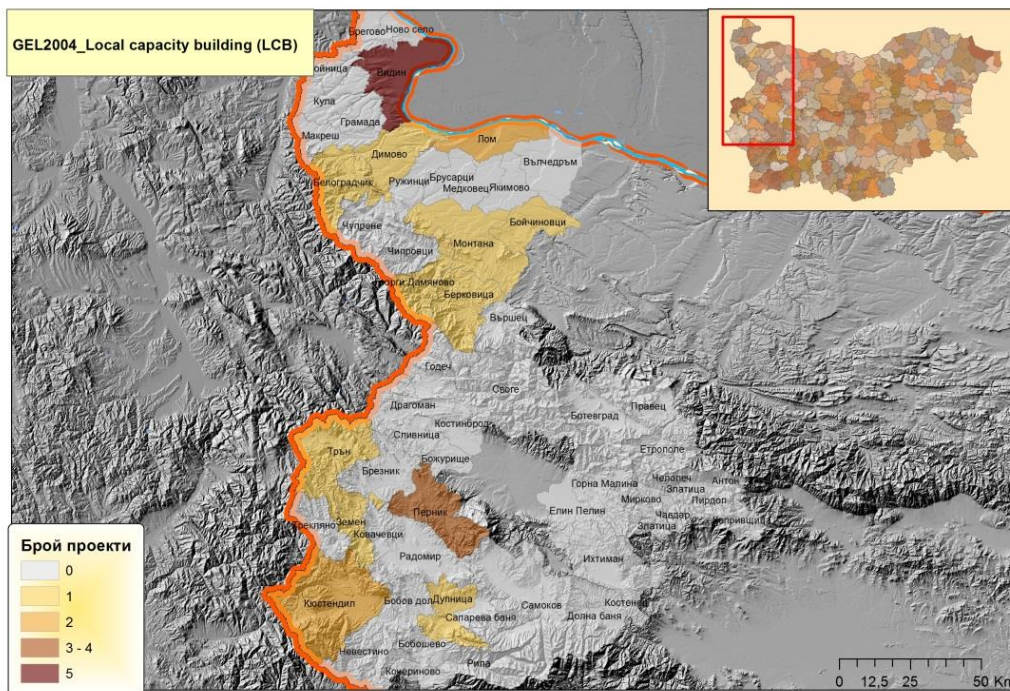 GEL2004_Local capacity building (LCB)
Брегово
Ново село
ойница
Видин
Кула
Грамада
Макреш
Лом
Димово
Вълчедръм
Белоградчик
Ружинци
Брусарци
Медковец
Якимово
Чупрене
Бойчиновци
Монтана
Чипровци
орги Дамяново
Берковица
Вършец
Годеч
Своге
Драгоман
Правец
Ботевград
Костинброд
Сливница
Етрополе
Трън
Божурище
Брезник
Челопеч
Антон
Горна Малина
Златица
Мирково
Пирдоп
Перник
Елин Пелин
Чавдар
Златица
опривщица
Земен
Ковачевци
Радомир
Ихтиман
Кюстендил
Бобов дол
Дупница
Самоков
Костенец
Сапарева баня
Долна баня
Бобошево
Невестино
Рила
Кочериново
Брой проекти
0
1
2
3 - 4
5
0 12,5 25 50 Km